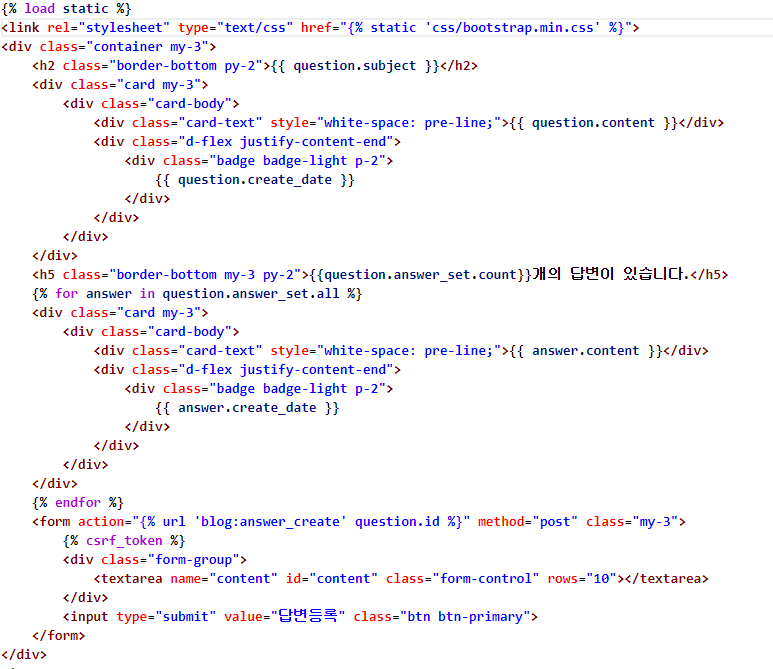 {% load static %}
<link rel="stylesheet" type="text/css" href="{% static 'css/bootstrap.min.css' %}">
<div class="container my-3">
    <h2 class="border-bottom py-2">{{ question.subject }}</h2>
    <div class="card my-3">
        <div class="card-body">
            <div class="card-text" style="white-space: pre-line;">{{ question.content }}</div>
            <div class="d-flex justify-content-end">
                <div class="badge badge-light p-2">
                    {{ question.create_date }}
                </div>
            </div>
        </div>
    </div>
    <h5 class="border-bottom my-3 py-2">{{question.answer_set.count}}개의 답변이 있습니다.</h5>
    {% for answer in question.answer_set.all %}
    <div class="card my-3">
        <div class="card-body">
            <div class="card-text" style="white-space: pre-line;">{{ answer.content }}</div>
            <div class="d-flex justify-content-end">
                <div class="badge badge-light p-2">
                    {{ answer.create_date }}
                </div>
            </div>
        </div>
    </div>
    {% endfor %}
    <form action="{% url 'blog:answer_create' question.id %}" method="post" class="my-3">
        {% csrf_token %}
        <div class="form-group">
            <textarea name="content" id="content" class="form-control" rows="10"></textarea>
        </div>
        <input type="submit" value="답변등록" class="btn btn-primary">
    </form>
</div>